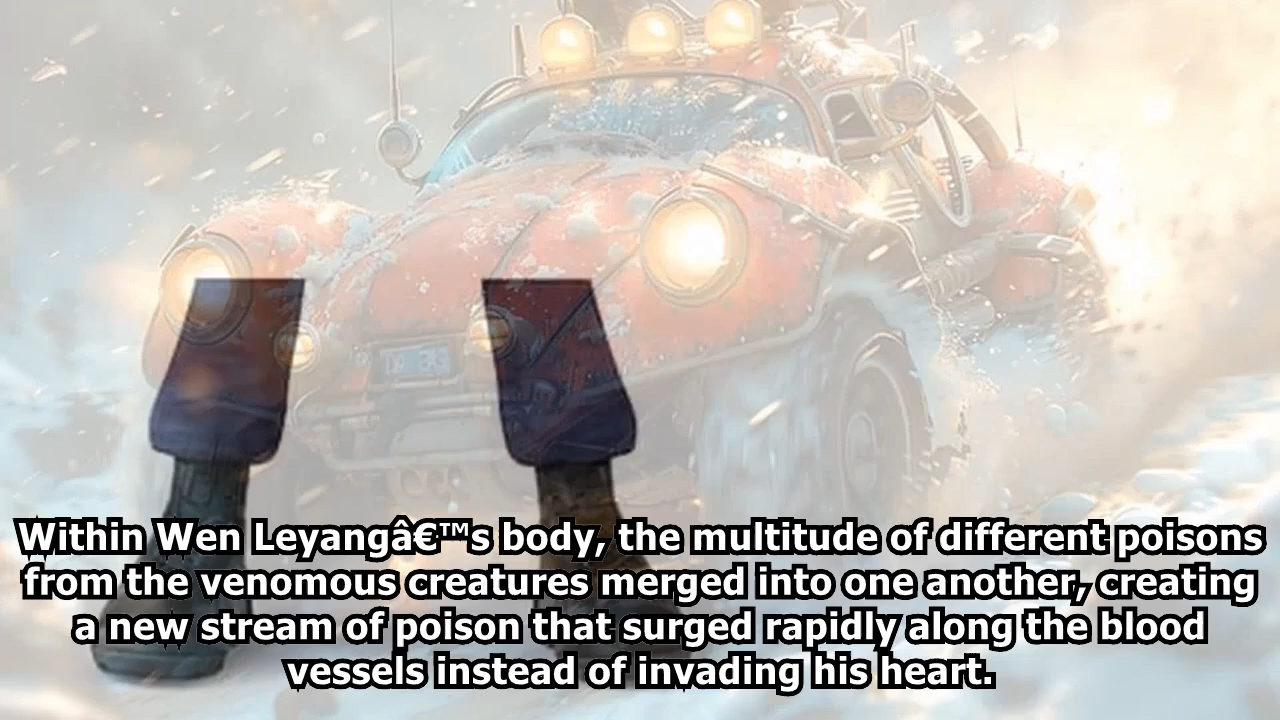 Within Wen Leyangâ€™s body, the multitude of different poisons
from the venomous creatures merged into one another, creating
a new stream of poison that surged rapidly along the blood
vessels instead of invading his heart.